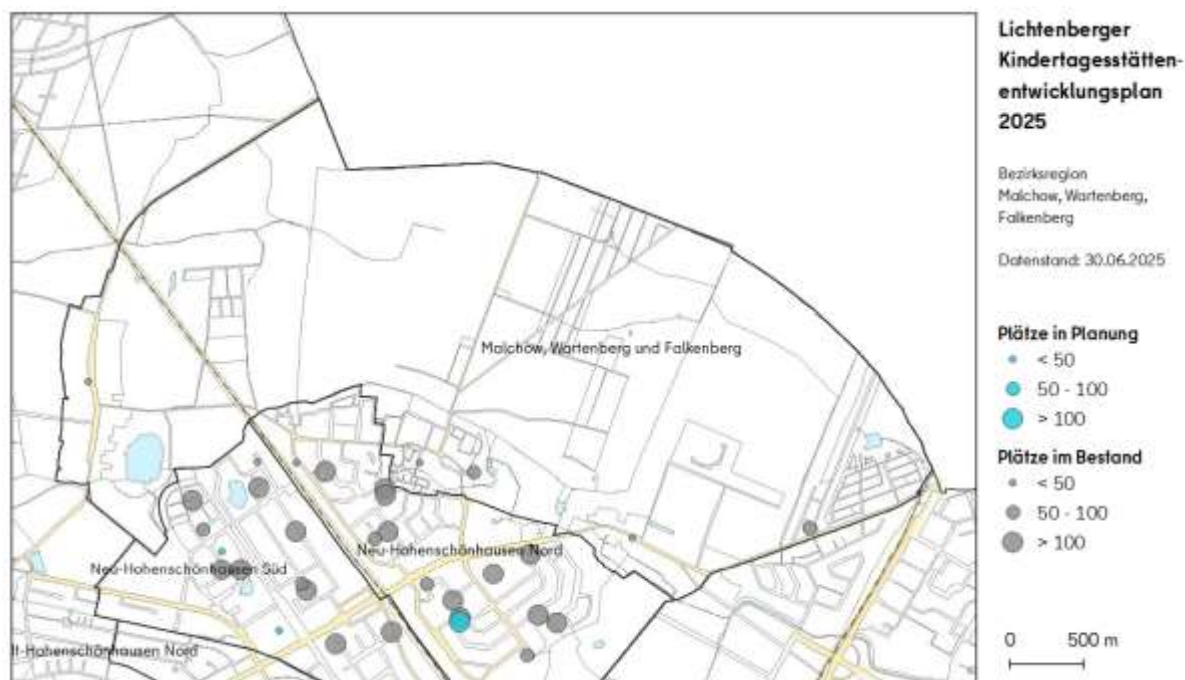 Lichtenberger
Kindertagesstätten-
entwicklungsplan
2025
Bezirksregion
Malchow, Wartenberg,
Falkenberg
Datenstand: 30.06.2025
Plätze in Planung
< 50
50 - 100
> 100
Plätze im Bestand
< 50
50 - 100
> 100
0 500 m
Malchow, Wartenberg und Falkenberg
Neu-Hohenschönhausen Nord
Neu-Hohenschönhausen Süd
lt-Hohenschönhausen Nord